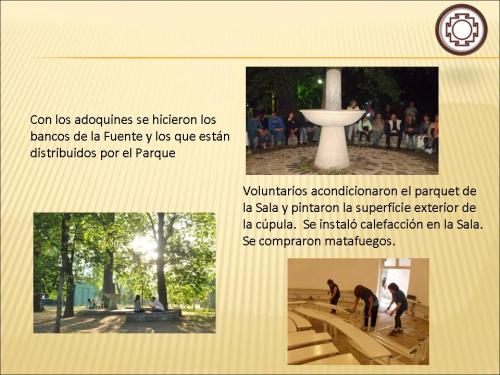 Con los adoquines se hicieron los
bancos de la Fuente y los que están
distribuidos por el Parque
Voluntarios acondicionaron el parquet de
la Sala y pintaron la superficie exterior de
la cúpula.  Se instaló calefacción en la Sala.
Se compraron matafuegos.